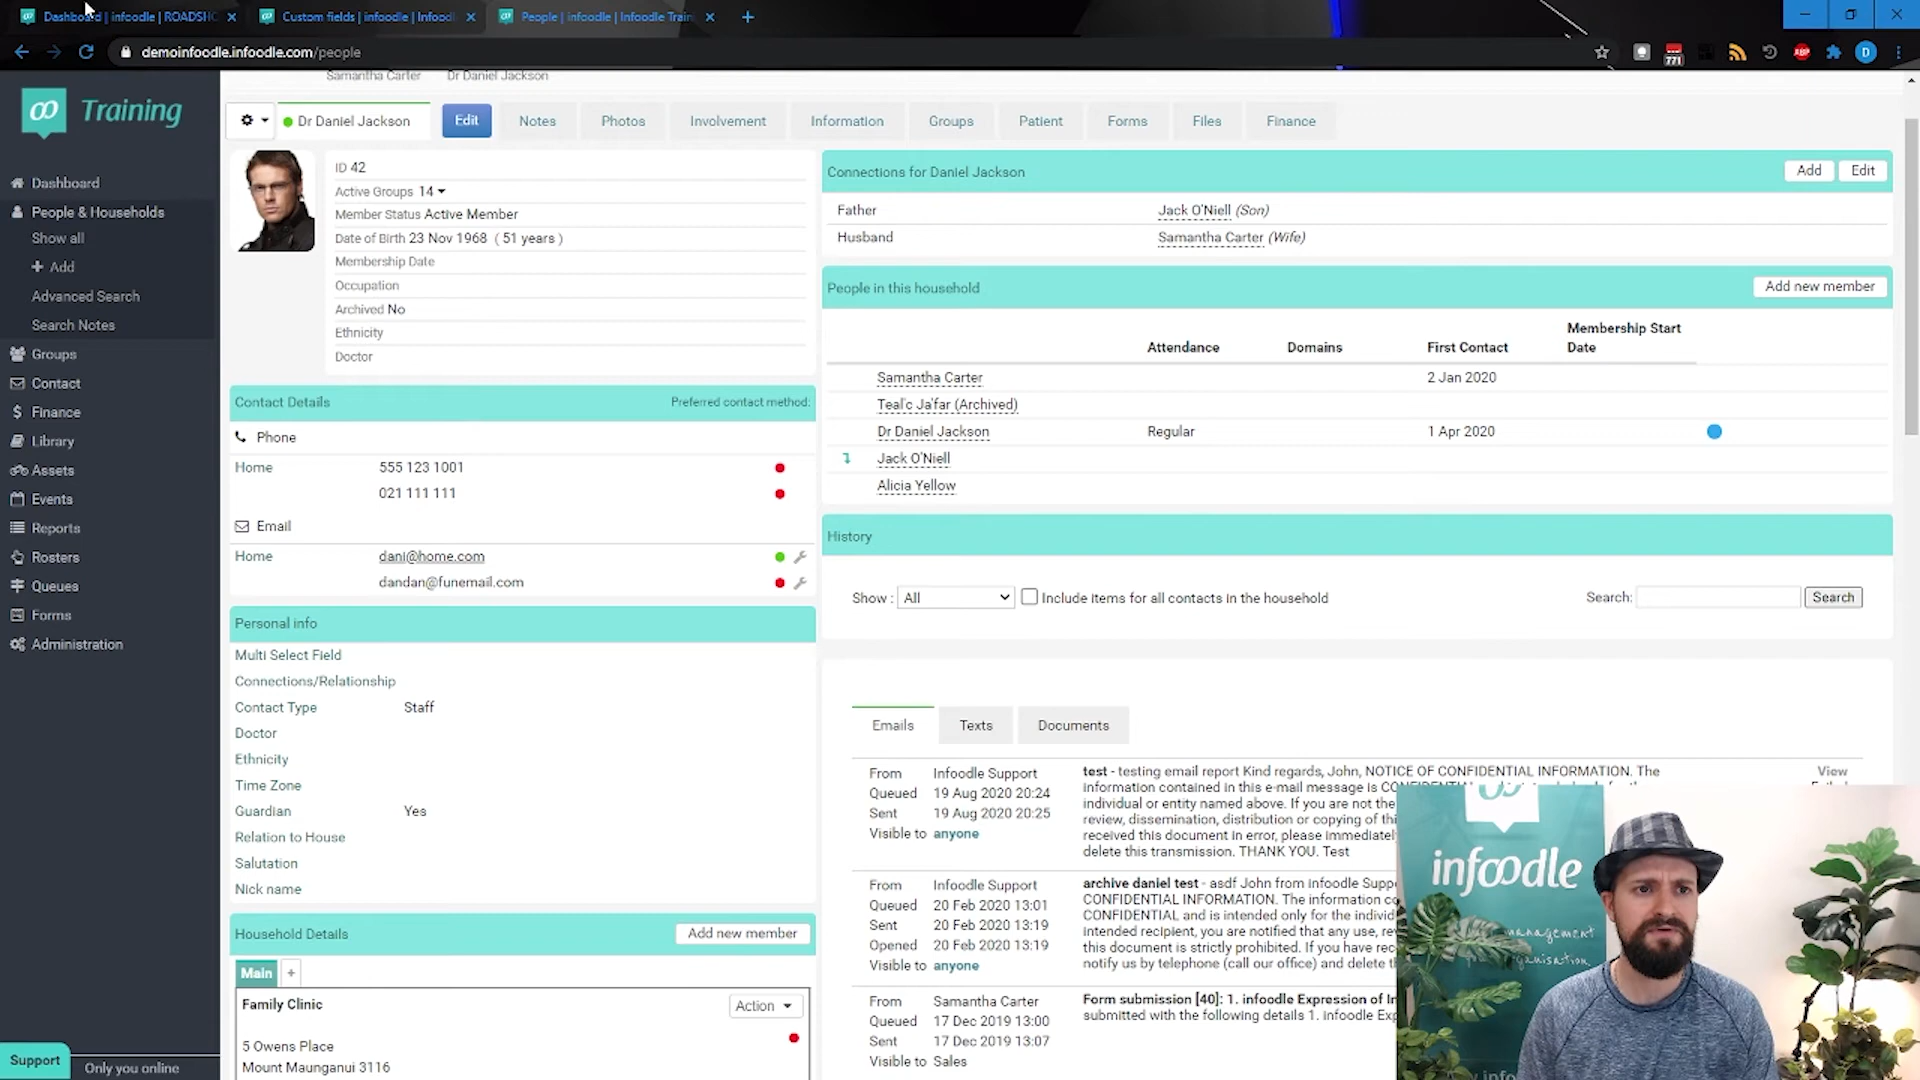 Dashboard | infoodle | ROADSHO
Custom fields | infoodle | Infood
People | infoodle | Infoodle Train
demoinfoodle.infoodle.com/people
771
ABP
D
Samantha Carter Dr Daniel Jackson
Training
Dr Daniel Jackson Edit Notes Photos Involvement Information Groups Patient Forms Files Finance
Dashboard
People & Households
Show all
Add
Advanced Search
Search Notes
Groups
Contact
Finance
Library
Assets
Events
Reports
Rosters
Queues
Forms
Administration
Support Only you online
ID 42
Active Groups 14
Member Status Active Member
Date of Birth 23 Nov 1968 ( 51 years )
Membership Date
Occupation
Archived No
Ethnicity
Doctor
Contact Details Preferred contact method:
Phone
Home 555 123 1001
021 111 111
Email
Home dani@home.com
dandan@funemail.com
Personal info
Multi Select Field
Connections/Relationship
Contact Type Staff
Doctor
Ethnicity
Time Zone
Guardian Yes
Relation to House
Salutation
Nick name
Household Details Add new member
Main +
Family Clinic Action
5 Owens Place
Mount Maunganui 3116
Connections for Daniel Jackson Add Edit
Father Jack O'Niell (Son)
Husband Samantha Carter (Wife)
People in this household Add new member
Attendance Domains First Contact Membership Start Date
Samantha Carter 2 Jan 2020
Teal'c Ja'far (Archived)
Dr Daniel Jackson Regular 1 Apr 2020
Jack O'Niell
Alicia Yellow
History
Show : All Include items for all contacts in the household Search: Search
Emails Texts Documents
From Infoodle Support
Queued 19 Aug 2020 20:24
Sent 19 Aug 2020 20:25
Visible to anyone
test - testing email report Kind regards, John, NOTICE OF CONFIDENTIAL INFORMATION. The
information contained in this e-mail message is CO
individual or entity named above. If you are not the
review, dissemination, distribution or copying of thi
received this document in error, please immediately
delete this transmission. THANK YOU. Test
View
From Infoodle Support
Queued 20 Feb 2020 13:01
Sent 20 Feb 2020 13:19
Opened 20 Feb 2020 13:19
Visible to anyone
archive daniel test - asdf John from infoodle Supp
CONFIDENTIAL INFORMATION. The information co
CONFIDENTIAL and is intended only for the individ
intended recipient, you are notified that any use, rev
this document is strictly prohibited. If you have rec
notify us by telephone (call our office) and delete th
From Samantha Carter
Queued 17 Dec 2019 13:00
Sent 17 Dec 2019 13:07
Visible to Sales
Form submission [40]: 1. infoodle Expression of In
submitted with the following details 1. infoodle Exp
infoodle
management